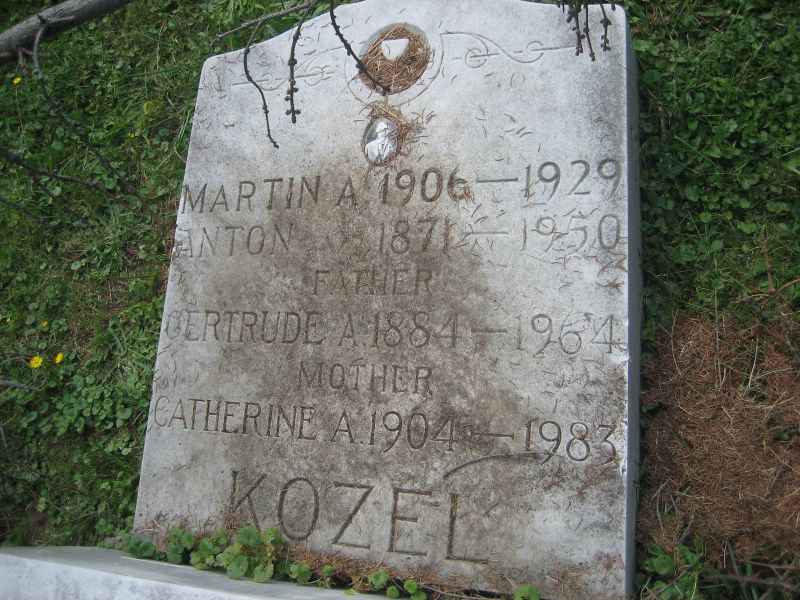 MARTIN A. 1906—1929
ANTON 1871—1950
FATHER
GERTRUDE A. 1884—1964
MOTHER
CATHERINE A. 1904—1983
KOZEL